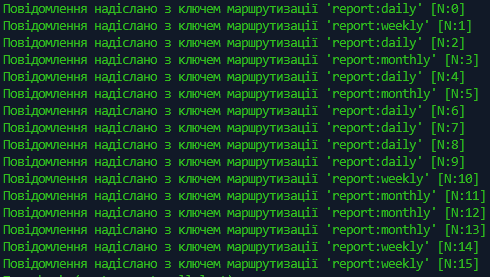 Повідомлення надіслано з ключем маршрутизації 'report:daily' [N:0]
Повідомлення надіслано з ключем маршрутизації 'report:weekly' [N:1]
Повідомлення надіслано з ключем маршрутизації 'report:daily' [N:2]
Повідомлення надіслано з ключем маршрутизації 'report:monthly' [N:3]
Повідомлення надіслано з ключем маршрутизації 'report:daily' [N:4]
Повідомлення надіслано з ключем маршрутизації 'report:monthly' [N:5]
Повідомлення надіслано з ключем маршрутизації 'report:daily' [N:6]
Повідомлення надіслано з ключем маршрутизації 'report:daily' [N:7]
Повідомлення надіслано з ключем маршрутизації 'report:daily' [N:8]
Повідомлення надіслано з ключем маршрутизації 'report:daily' [N:9]
Повідомлення надіслано з ключем маршрутизації 'report:weekly' [N:10]
Повідомлення надіслано з ключем маршрутизації 'report:monthly' [N:11]
Повідомлення надіслано з ключем маршрутизації 'report:monthly' [N:12]
Повідомлення надіслано з ключем маршрутизації 'report:monthly' [N:13]
Повідомлення надіслано з ключем маршрутизації 'report:weekly' [N:14]
Повідомлення надіслано з ключем маршрутизації 'report:weekly' [N:15]